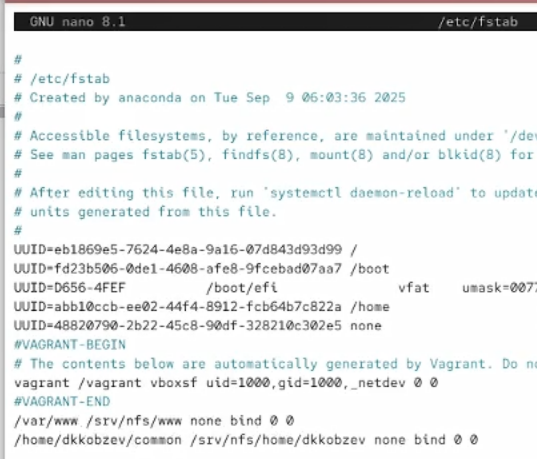 GNU nano 8.1 /etc/fstab
#
# /etc/fstab
# Created by anaconda on Tue Sep  9 06:03:36 2025
#
# Accessible filesystems, by reference, are maintained under '/dev
# See man pages fstab(5), findfs(8), mount(8) and/or blkid(8) for
#
# After editing this file, run 'systemctl daemon-reload' to update
# units generated from this file.
#
UUID=eb1869e5-7624-4e8a-9a16-07d843d93d99 /
UUID=fd23b506-0de1-4608-afe8-9fcebad07aa7 /boot
UUID=D656-4FEF /boot/efi vfat umask=0077
UUID=abb10ccb-ee02-44f4-8912-fcb64b7c822a /home
UUID=48820790-2b22-45c8-90df-328210c302e5 none
#VAGRANT-BEGIN
# The contents below are automatically generated by Vagrant. Do no
vagrant /vagrant vboxsf uid=1000,gid=1000,_netdev 0 0
#VAGRANT-END
/var/www /srv/nfs/www none bind 0 0
/home/dkkobzev/common /srv/nfs/home/dkkobzev none bind 0 0